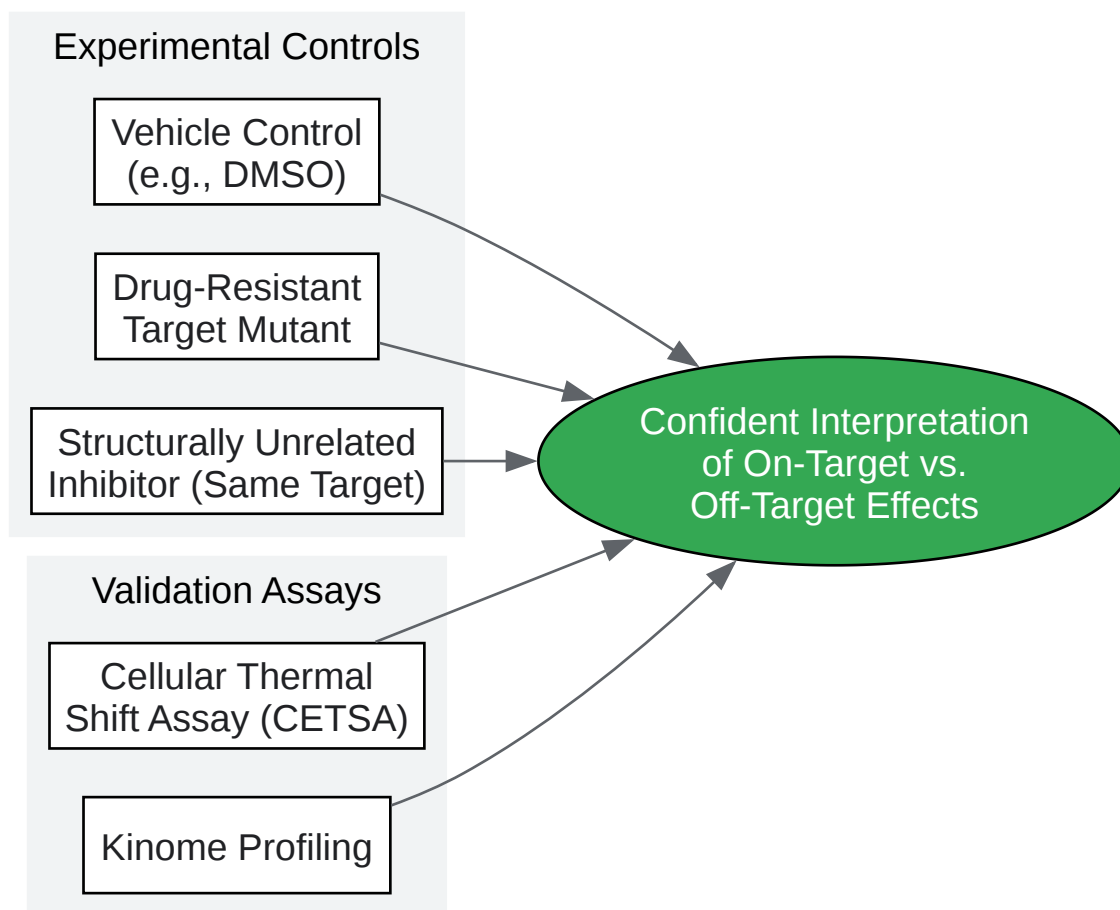 Experimental Controls
Vehicle Control
(e.g., DMSO)
Drug-Resistant
Target Mutant
Structurally Unrelated
Inhibitor (Same Target)
Validation Assays
Cellular Thermal
Shift Assay (CETSA)
Kinome Profiling
Confident Interpretation
of On-Target vs.
Off-Target Effects